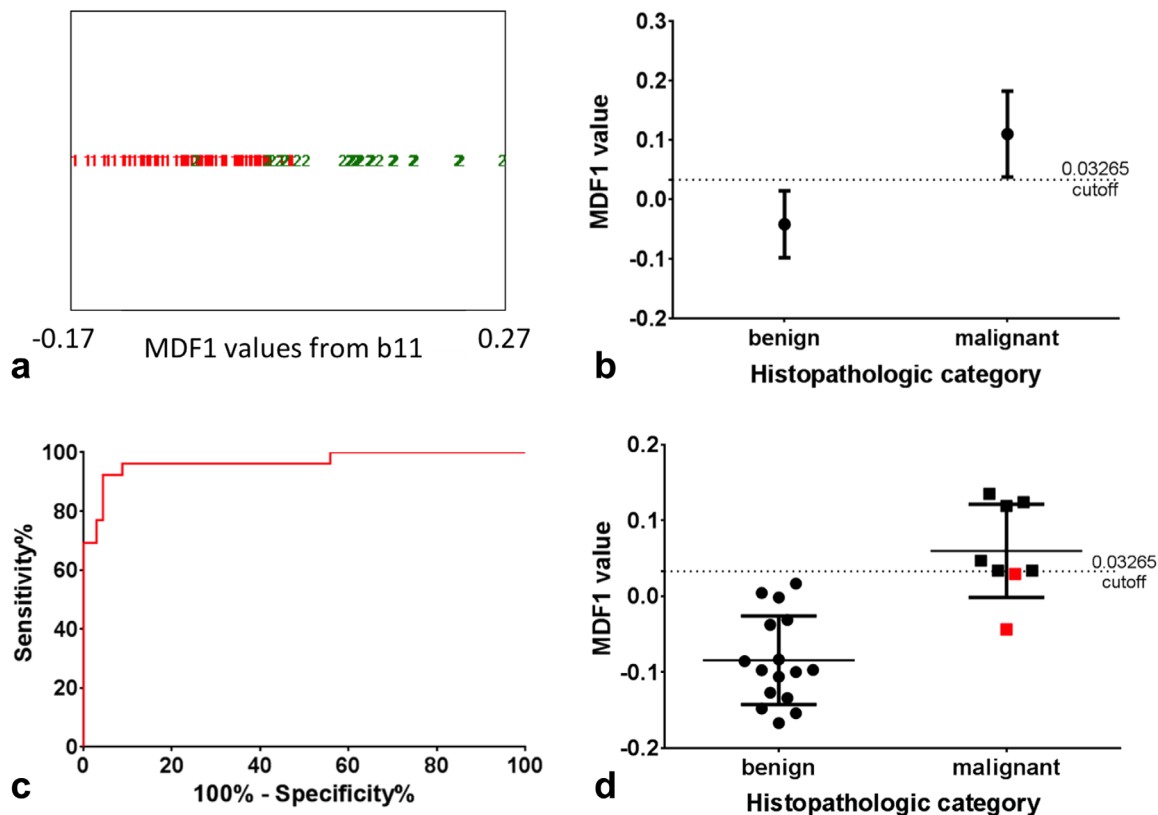 -0.17
MDF1 values from b11
0.27
a
0.3
0.2
0.1
0.0
-0.1
-0.2
MDF1 value
0.03265
cutoff
benign
malignant
Histopathologic category
b
100
80
60
40
20
0
Sensitivity%
0
20
40
60
80
100
100% - Specificity%
c
0.2
0.1
0.0
-0.1
-0.2
MDF1 value
0.03265
cutoff
benign
malignant
Histopathologic category
d